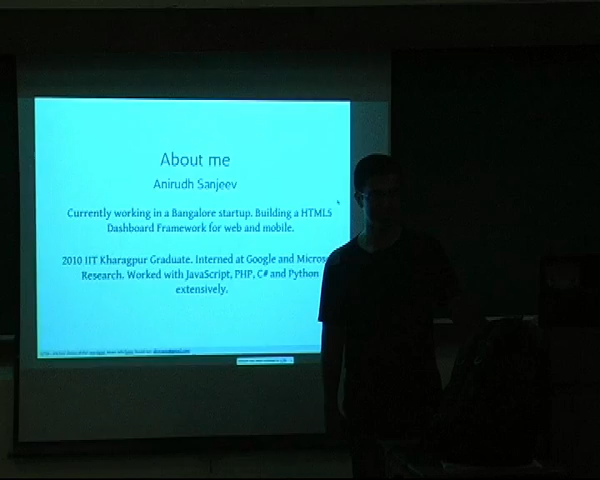 About me
Anirudh Sanjeev
Currently working in a Bangalore startup. Building a HTML5
Dashboard Framework for web and mobile.
2010 IIT Kharagpur Graduate. Interned at Google and Micros
Research. Worked with JavaScript, PHP, C# and Python
extensively.